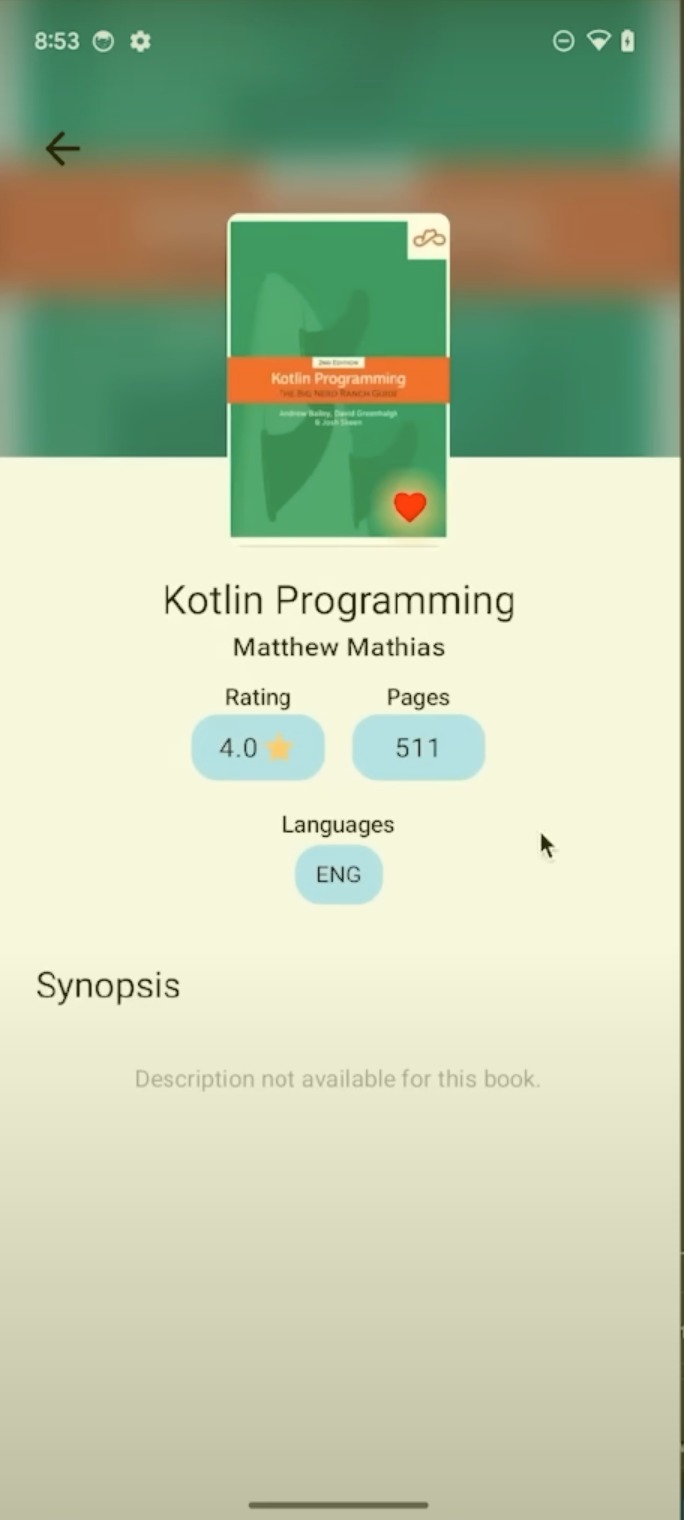 8:53
2ND EDITION
Kotlin Programming
THE BIG NERD RANCH GUIDE
Andrew Bailey, David Greenhalgh
& Josh Skeen
Kotlin Programming
Matthew Mathias
Rating
Pages
4.0
511
Languages
ENG
Synopsis
Description not available for this book.